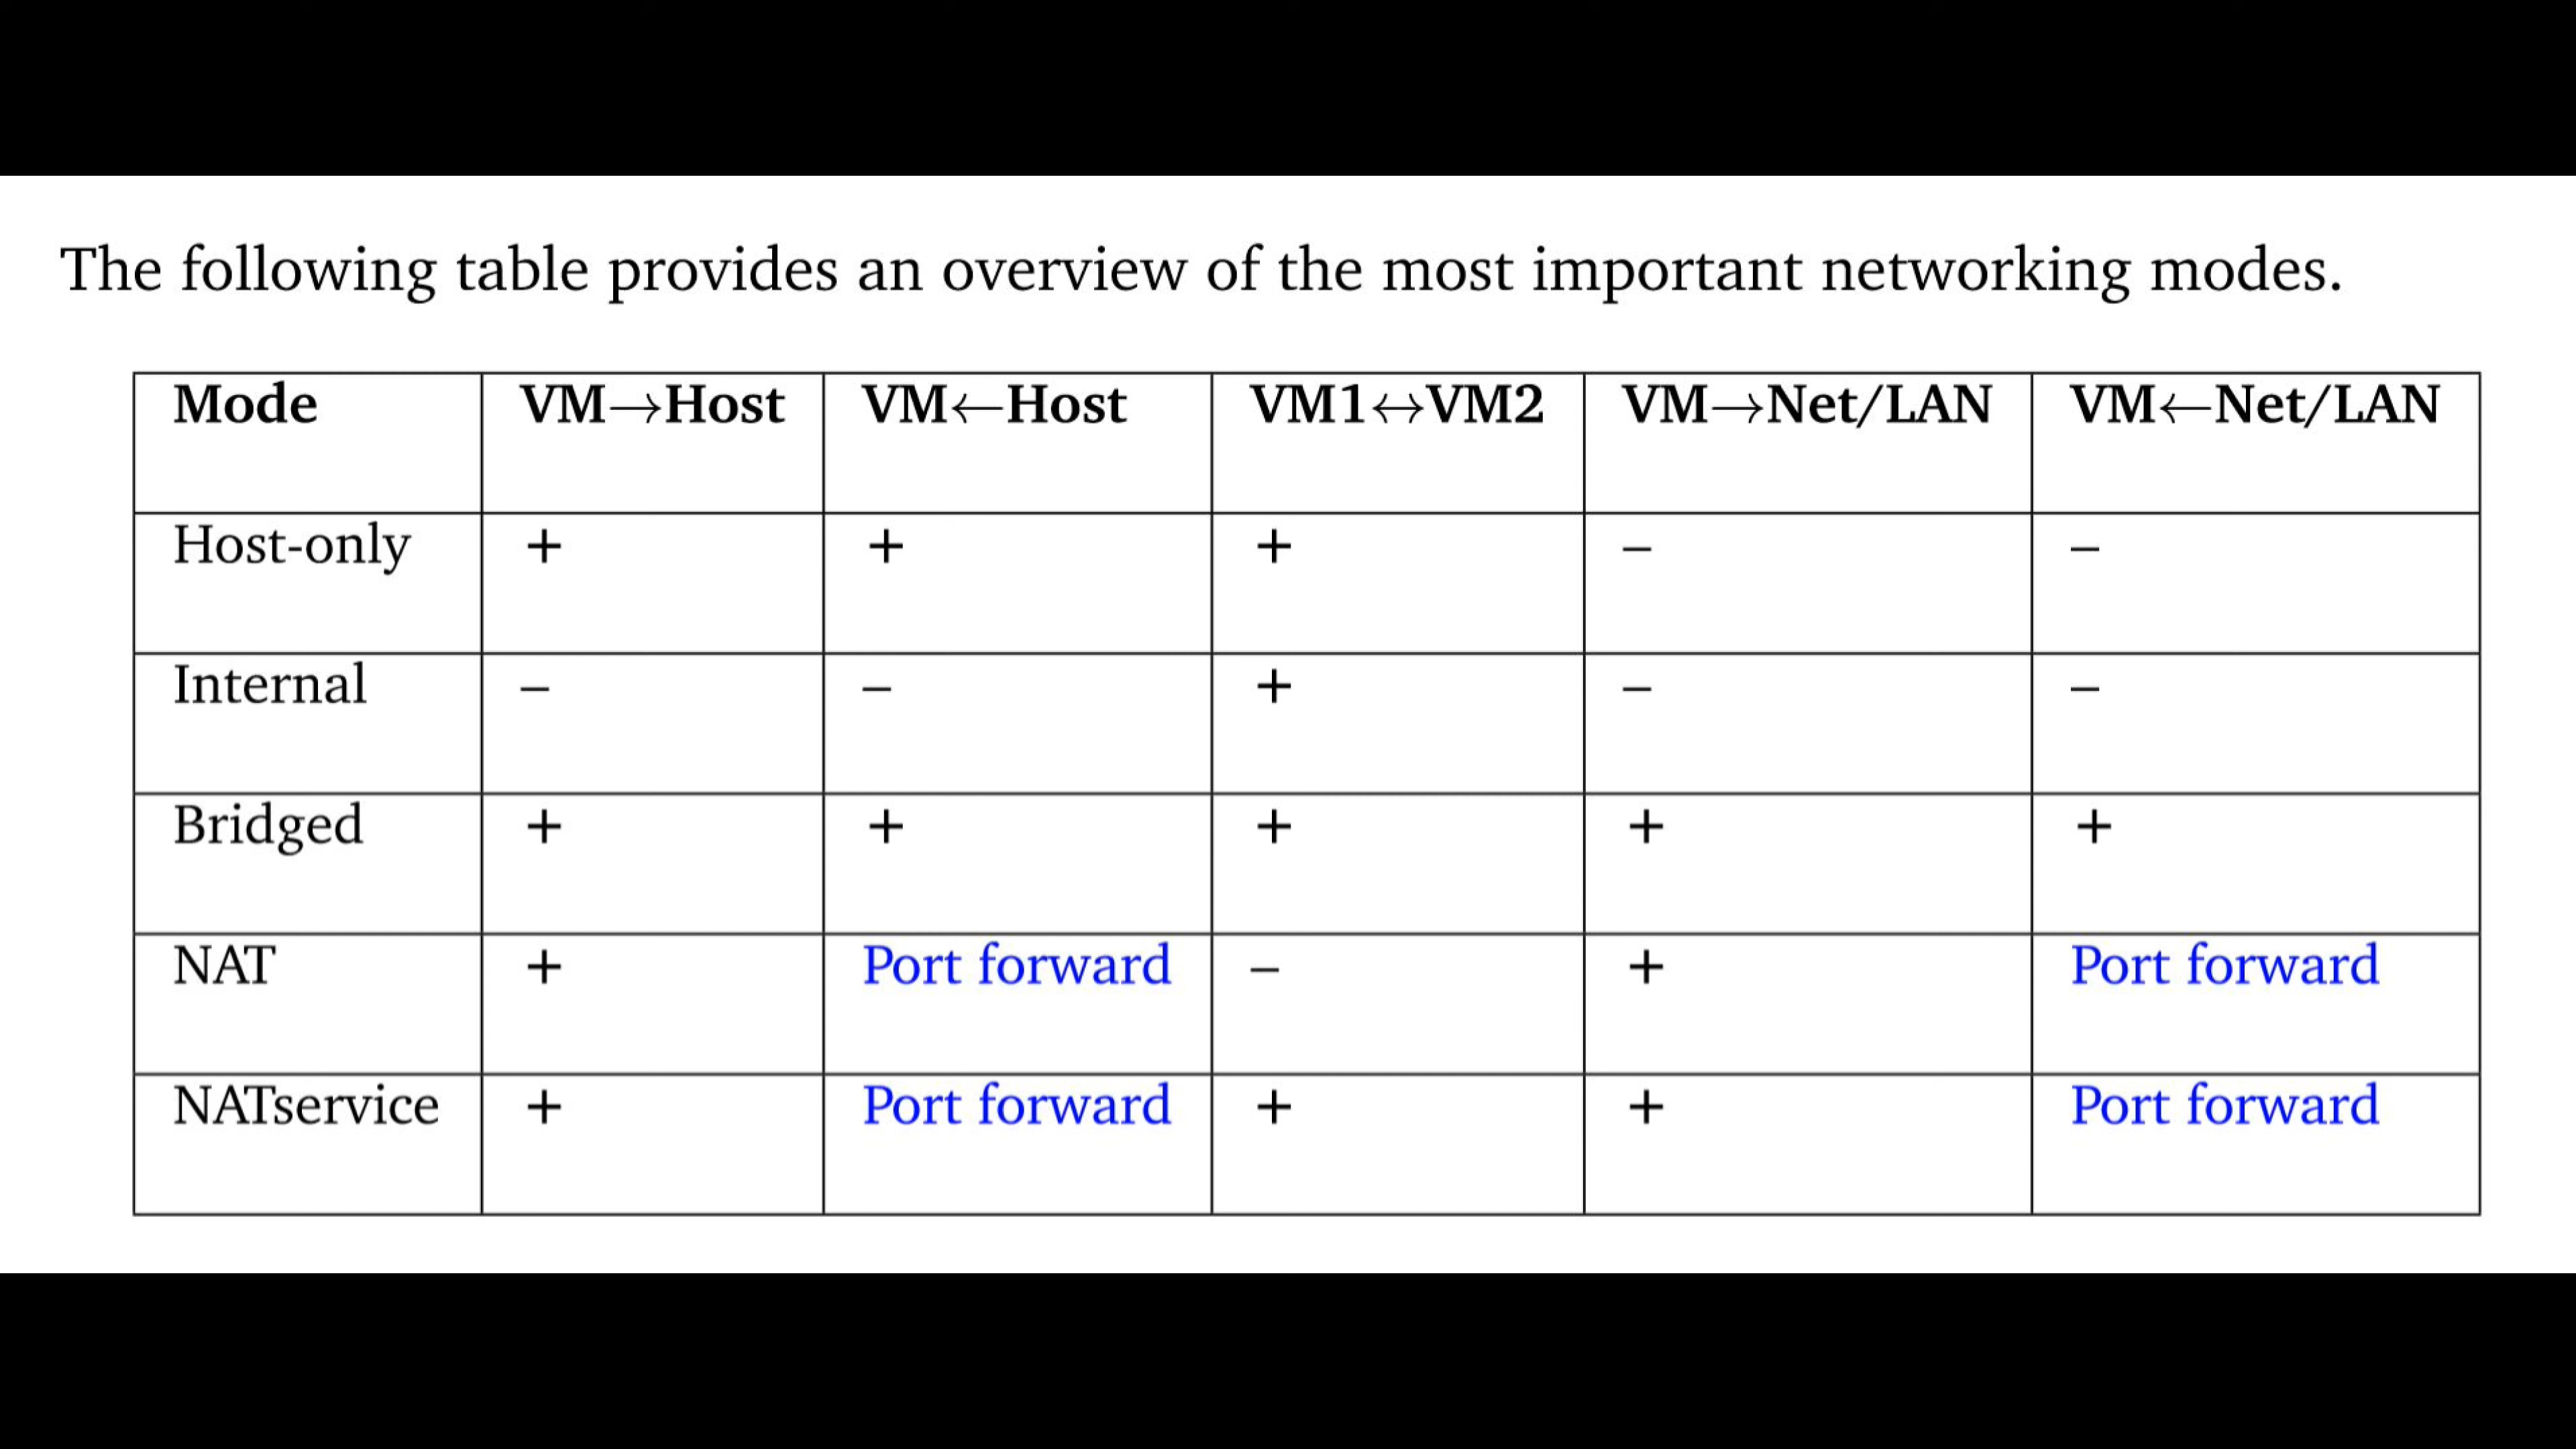 The following table provides an overview of the most important networking modes.
Mode VM→Host VM←Host VM1↔VM2 VM→Net/LAN VM←Net/LAN
Host-only + + + – –
Internal – – + – –
Bridged + + + + +
NAT + Port forward – + Port forward
NATservice + Port forward + + Port forward